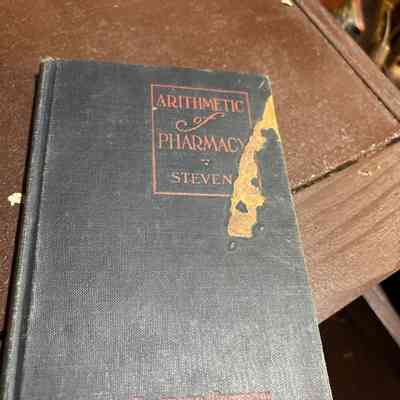 ARITHMETIC
of
PHARMACY
STEVEN